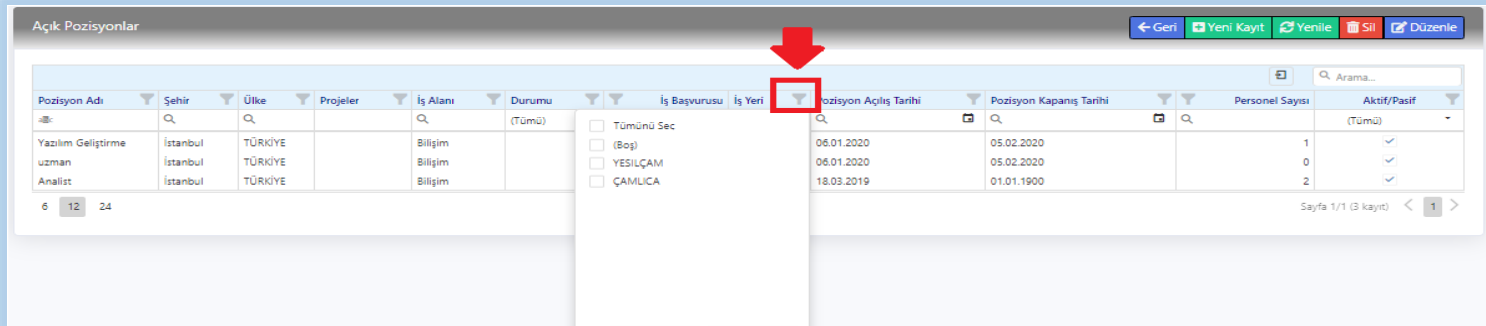 Açık Pozisyonlar Geri Yeni Kayıt Yenile Sil Düzenle
Arama...
Pozisyon Adı Şehir Ülke Projeler İş Alanı Durumu İş Başvurusu İş Yeri Pozisyon Açılış Tarihi Pozisyon Kapanış Tarihi Personel Sayısı Aktif/Pasif
(Tümü) (Tümü)
Tümünü Seç
Yazılım Geliştirme İstanbul TÜRKİYE Bilişim (Boş) 06.01.2020 05.02.2020 1
uzman İstanbul TÜRKİYE Bilişim YESILÇAM 06.01.2020 05.02.2020 0
Analist İstanbul TÜRKİYE Bilişim ÇAMLICA 18.03.2019 01.01.1900 2
6 12 24 Sayfa 1/1 (3 kayıt) 1